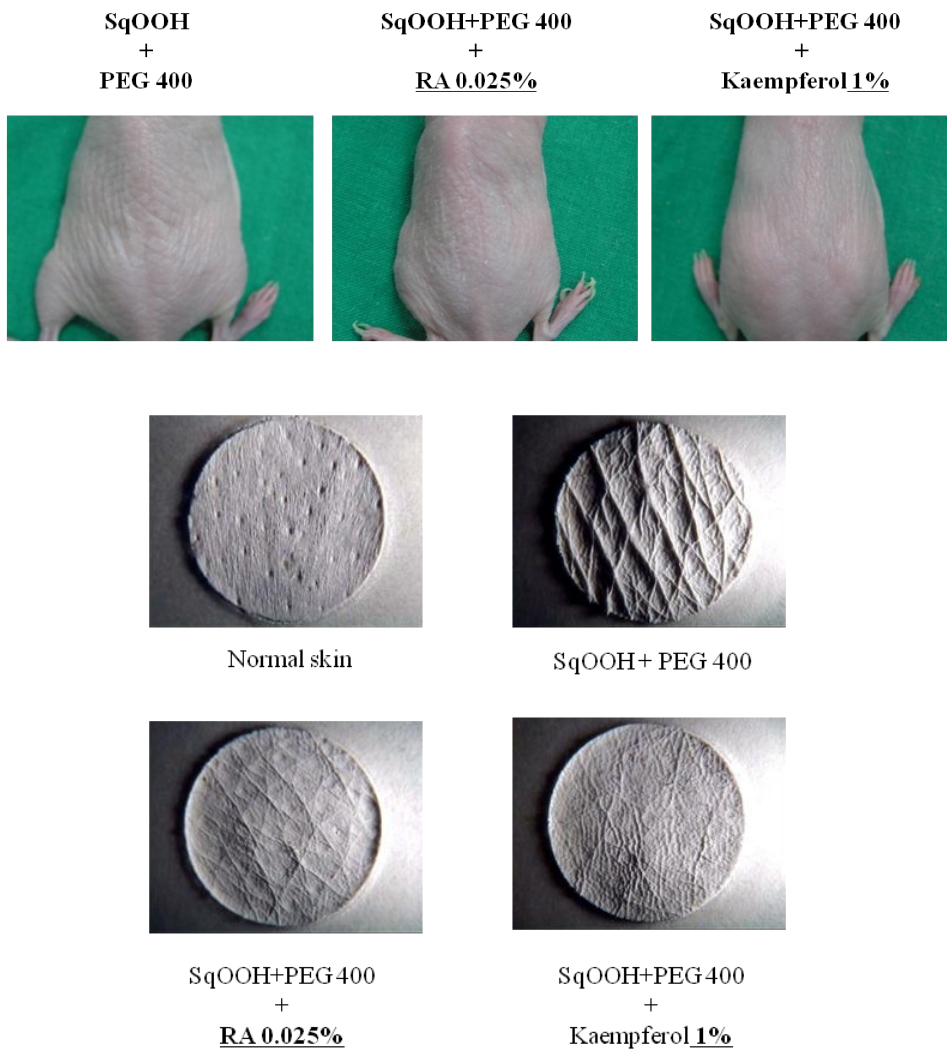 SqOOH
+
PEG 400
SqOOH+PEG 400
+
RA 0.025%
SqOOH+PEG 400
+
Kaempferol 1%
Normal skin
SqOOH + PEG 400
SqOOH+PEG 400
+
RA 0.025%
SqOOH+PEG 400
+
Kaempferol 1%